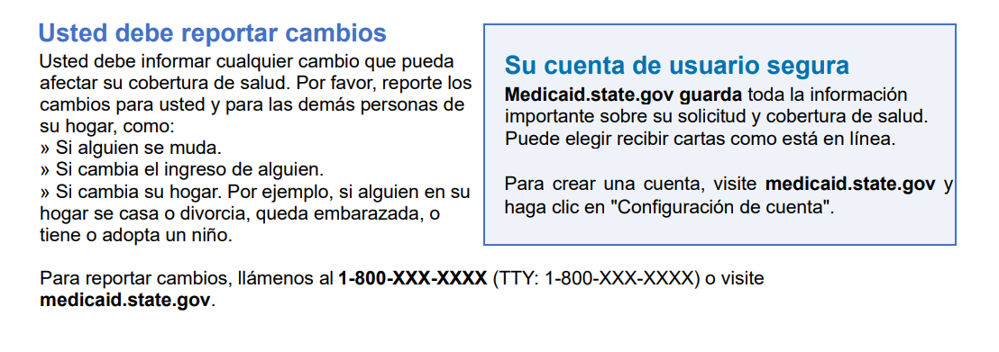 Usted debe reportar cambios
Usted debe informar cualquier cambio que pueda
afectar su cobertura de salud. Por favor, reporte los
cambios para usted y para las demás personas de
su hogar, como:
» Si alguien se muda.
» Si cambia el ingreso de alguien.
» Si cambia su hogar. Por ejemplo, si alguien en su
hogar se casa o divorcia, queda embarazada, o
tiene o adopta un niño.
Su cuenta de usuario segura
Medicaid.state.gov guarda toda la información
importante sobre su solicitud y cobertura de salud.
Puede elegir recibir cartas como está en línea.
Para crear una cuenta, visite medicaid.state.gov y
haga clic en "Configuración de cuenta".
Para reportar cambios, llámenos al 1-800-XXX-XXXX (TTY: 1-800-XXX-XXXX) o visite
medicaid.state.gov.